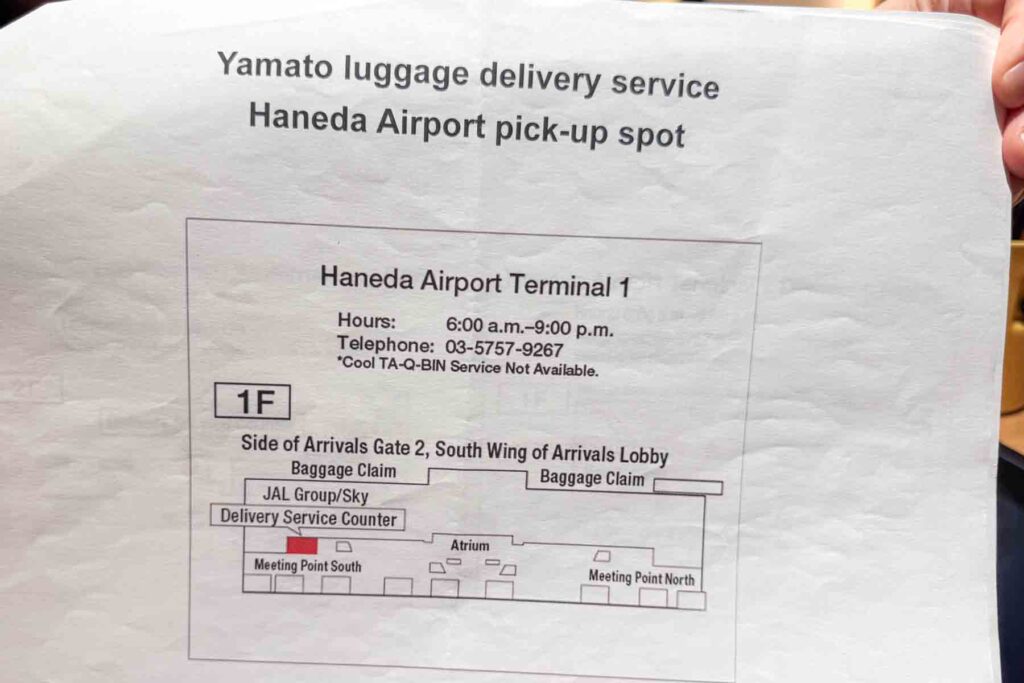 Yamato luggage delivery service
Haneda Airport pick-up spot
Haneda Airport Terminal 1
Hours: 6:00 a.m.–9:00 p.m.
Telephone: 03-5757-9267
*Cool TA-Q-BIN Service Not Available.
1F
Side of Arrivals Gate 2, South Wing of Arrivals Lobby
Baggage Claim
Baggage Claim
JAL Group/Sky
Delivery Service Counter
Atrium
Meeting Point South
Meeting Point North